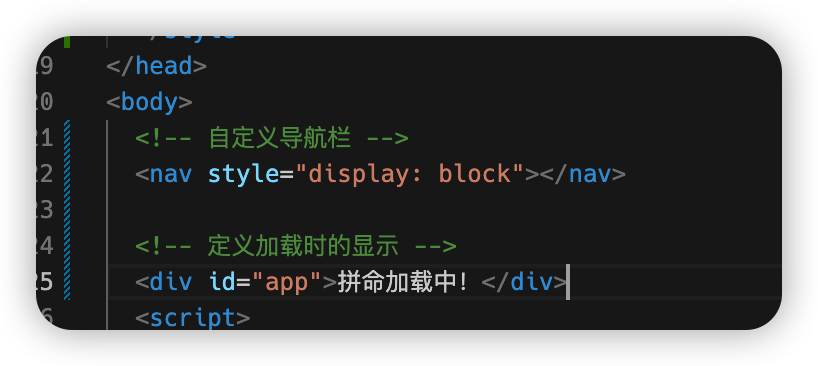 </style
19 </head>
20 <body>
21 <!-- 自定义导航栏 -->
22 <nav style="display: block"></nav>
23
24 <!-- 定义加载时的显示 -->
25 <div id="app">拼命加载中！</div>
26 <script>